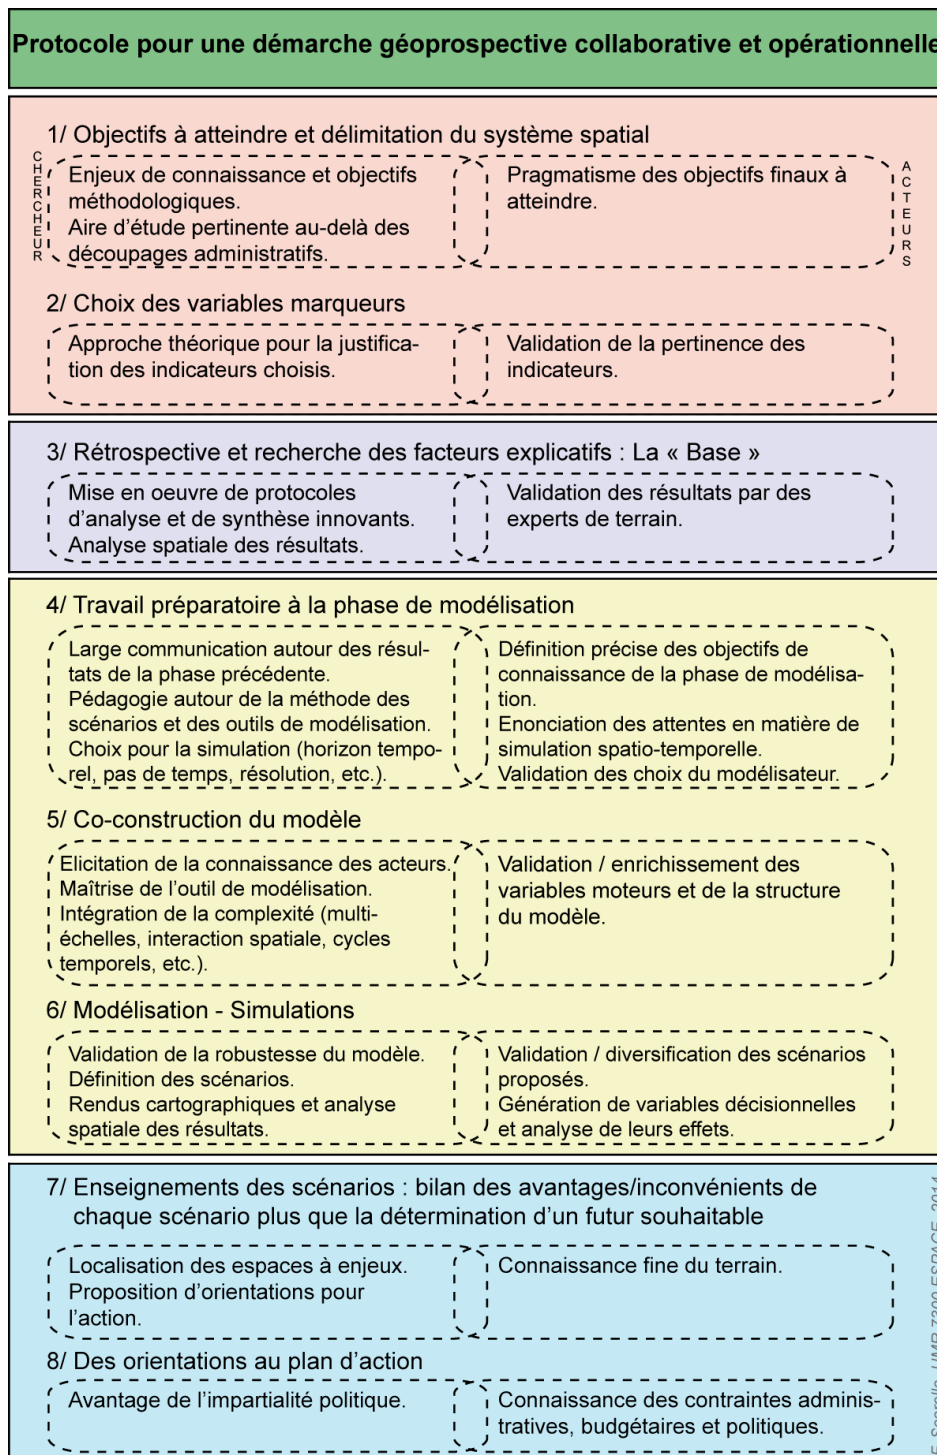 Protocole pour une démarche géoprospective collaborative et opérationnelle
1/ Objectifs à atteindre et délimitation du système spatial
CHERCHEUR
Enjeux de connaissance et objectifs
méthodologiques.
Aire d'étude pertinente au-delà des
découpages administratifs.
Pragmatisme des objectifs finaux à
atteindre.
ACTEURS
2/ Choix des variables marqueurs
Approche théorique pour la justifica-
tion des indicateurs choisis.
Validation de la pertinence des
indicateurs.
3/ Rétrospective et recherche des facteurs explicatifs : La « Base »
Mise en oeuvre de protocoles
d'analyse et de synthèse innovants.
Analyse spatiale des résultats.
Validation des résultats par des
experts de terrain.
4/ Travail préparatoire à la phase de modélisation
Large communication autour des résul-
tats de la phase précédente.
Pédagogie autour de la méthode des
scénarios et des outils de modélisation.
Choix pour la simulation (horizon tempo-
rel, pas de temps, résolution, etc.).
Définition précise des objectifs de
connaissance de la phase de modélisa-
tion.
Enonciation des attentes en matière de
simulation spatio-temporelle.
Validation des choix du modélisateur.
5/ Co-construction du modèle
Elicitation de la connaissance des acteurs.
Maîtrise de l'outil de modélisation.
Intégration de la complexité (multi-
échelles, interaction spatiale, cycles
temporels, etc.).
Validation / enrichissement des
variables moteurs et de la structure
du modèle.
6/ Modélisation - Simulations
Validation de la robustesse du modèle.
Définition des scénarios.
Rendus cartographiques et analyse
spatiale des résultats.
Validation / diversification des scénarios
proposés.
Génération de variables décisionnelles
et analyse de leurs effets.
7/ Enseignements des scénarios : bilan des avantages/inconvénients de
chaque scénario plus que la détermination d'un futur souhaitable
Localisation des espaces à enjeux.
Proposition d'orientations pour
l'action.
Connaissance fine du terrain.
8/ Des orientations au plan d'action
Avantage de l'impartialité politique.
Connaissance des contraintes adminis-
tratives, budgétaires et politiques.
UMR 7300 ESPACE, 2014